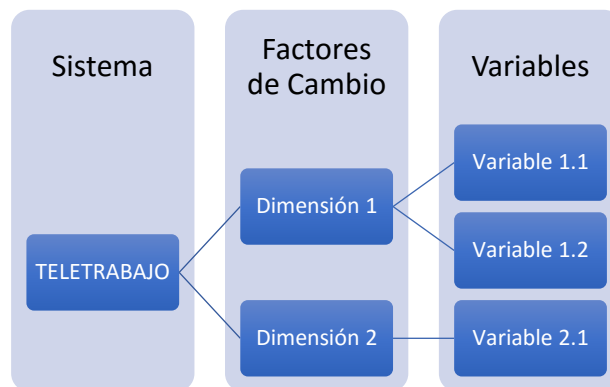 Sistema
Factores
de Cambio
Variables
TELETRABAJO
Dimensión 1
Dimensión 2
Variable 1.1
Variable 1.2
Variable 2.1